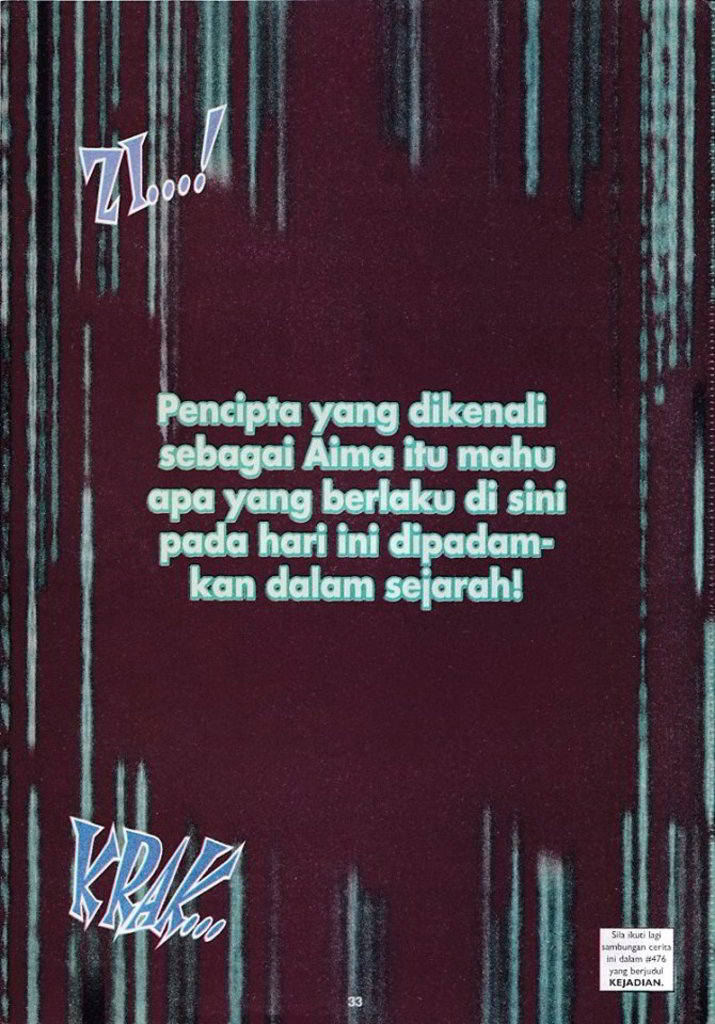 ZI....!
Pencipta yang dikenali
sebagai Aima itu mahu
apa yang berlaku di sini
pada hari ini dipadam-
kan dalam sejarah!
KRAK...
Sila ikuti lagi
sambungan cerita
ini dalam #476
yang berjudul
KEJADIAN.
33